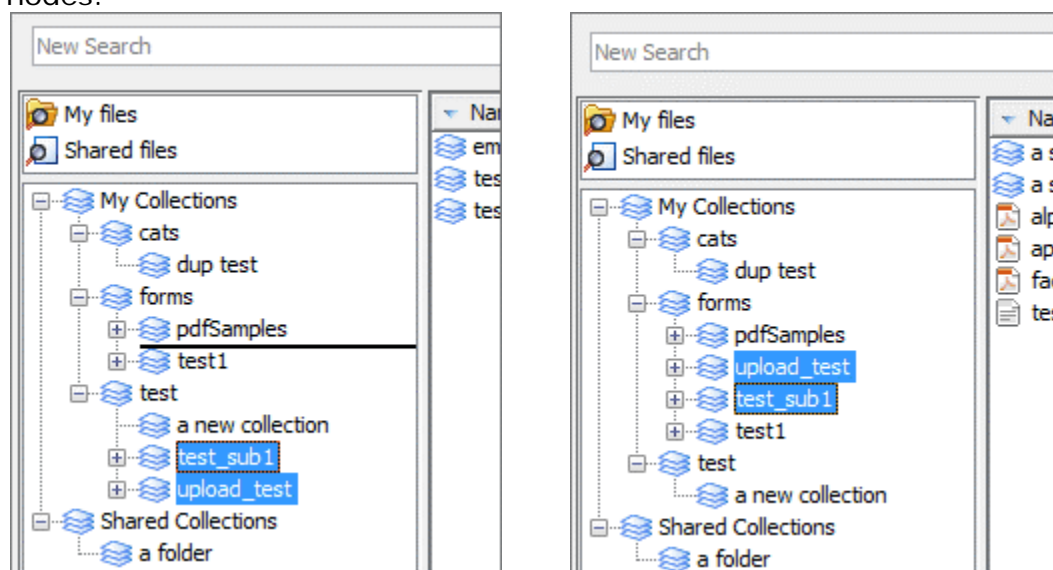 nodes.
New Search
My files
Shared files
My Collections
cats
dup test
forms
pdfSamples
test1
test
a new collection
test_sub1
upload_test
Shared Collections
a folder
New Search
My files
Shared files
My Collections
cats
dup test
forms
pdfSamples
upload_test
test_sub1
test1
test
a new collection
Shared Collections
a folder